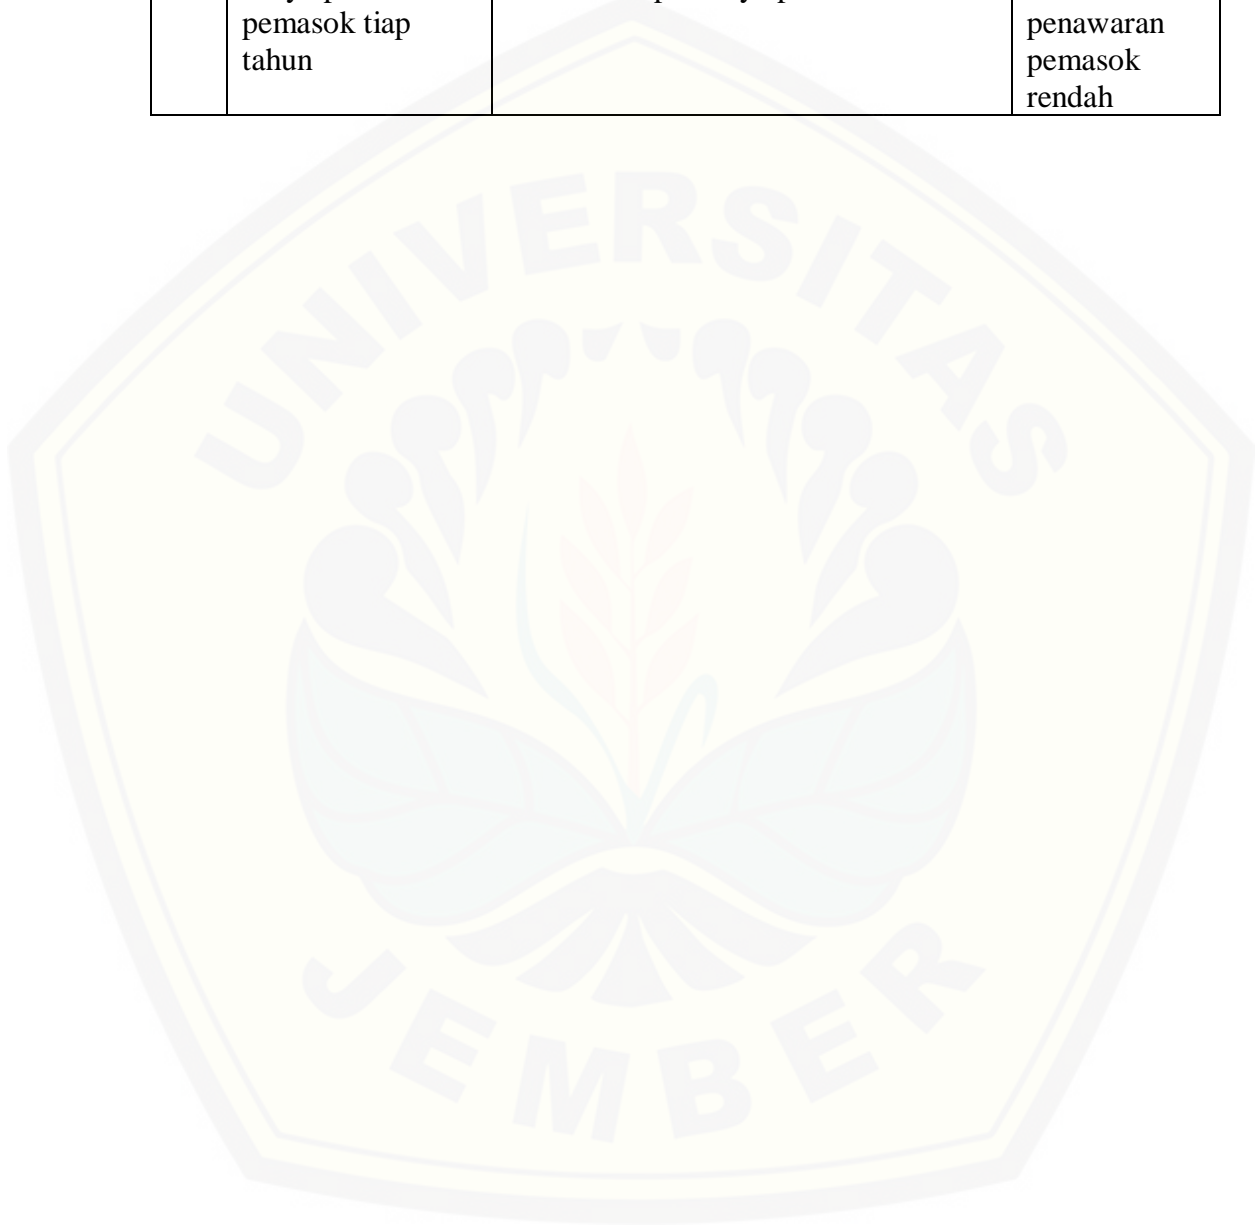 pemasok tiap
tahun
penawaran
pemasok
rendah
UNIVERSITAS
JEMBER